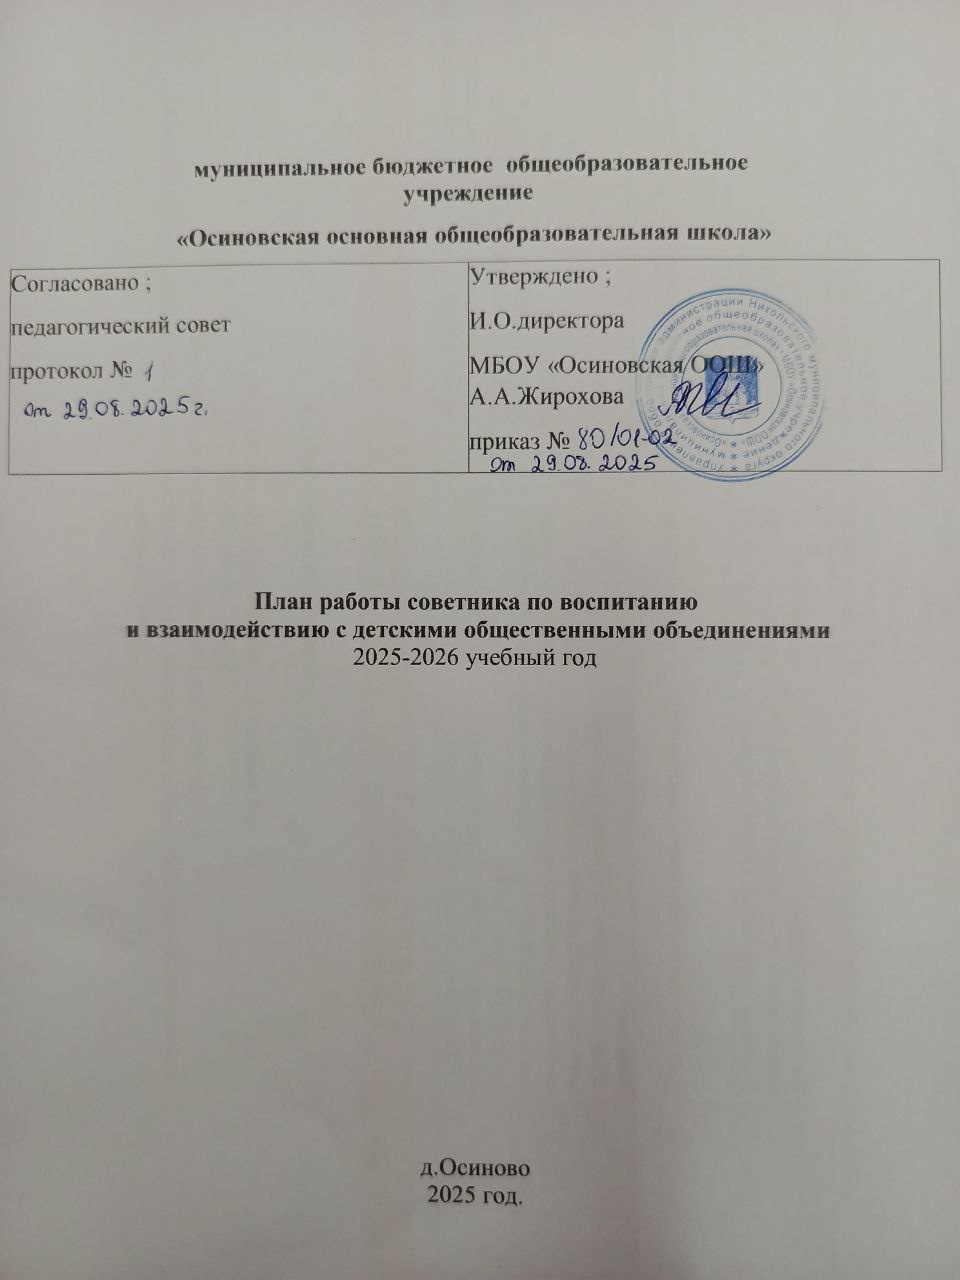 муниципальное бюджетное общеобразовательное
учреждение
«Осиновская основная общеобразовательная школа»
Согласовано ;
педагогический совет
протокол № 1
от 29.08.2025 г.
Утверждено ;
И.О.директора
МБОУ «Осиновская ООШ»
А.А.Жирохова
приказ № 80/01-02
от 29.08.2025
План работы советника по воспитанию
и взаимодействию с детскими общественными объединениями
2025-2026 учебный год
д.Осиново
2025 год.